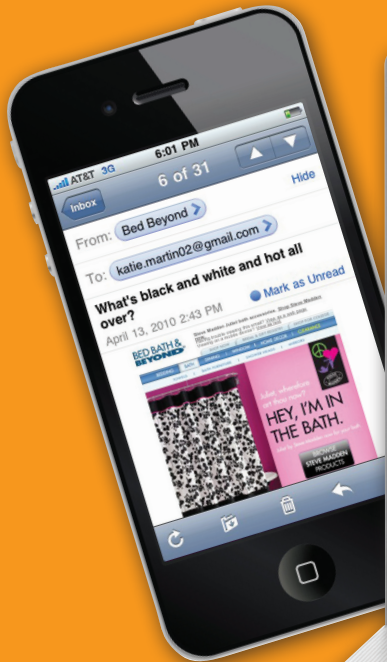 AT&T 3G 6:01 PM
Inbox 6 of 31
Hide
From: Bed Beyond
To: katie.martin02@gmail.com
What's black and white and hot all
over?
April 13, 2010 2:43 PM Mark as Unread
BED BATH &
BEYOND
HEY, I'M IN
THE BATH.
BROWSE
STEVE MADDEN
PRODUCTS